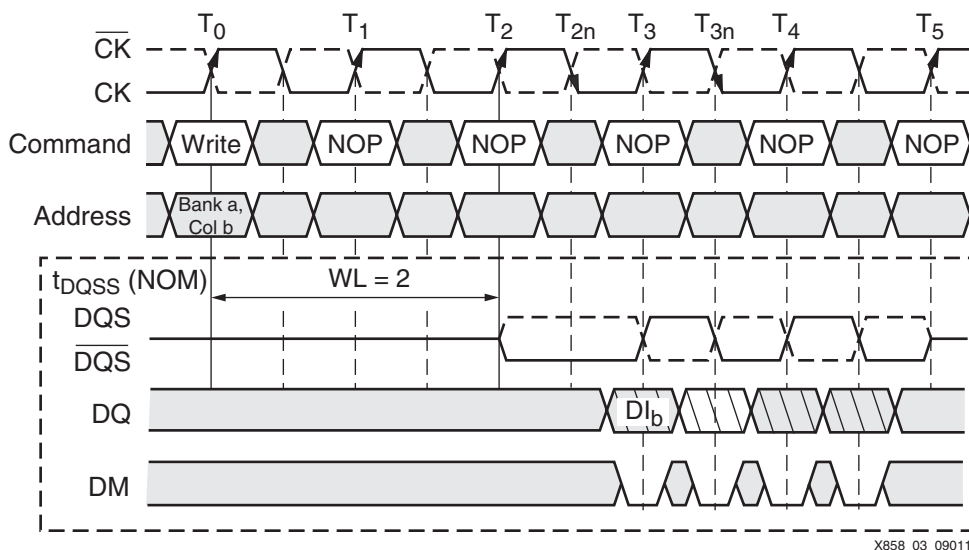 T0 T1 T2 T2n T3 T3n T4 T5
CK
CK
Command Write NOP NOP NOP NOP NOP
Address Bank a, Col b
tDQSS (NOM) WL = 2
DQS
DQS
DQ DIb
DM
X858_03_09011